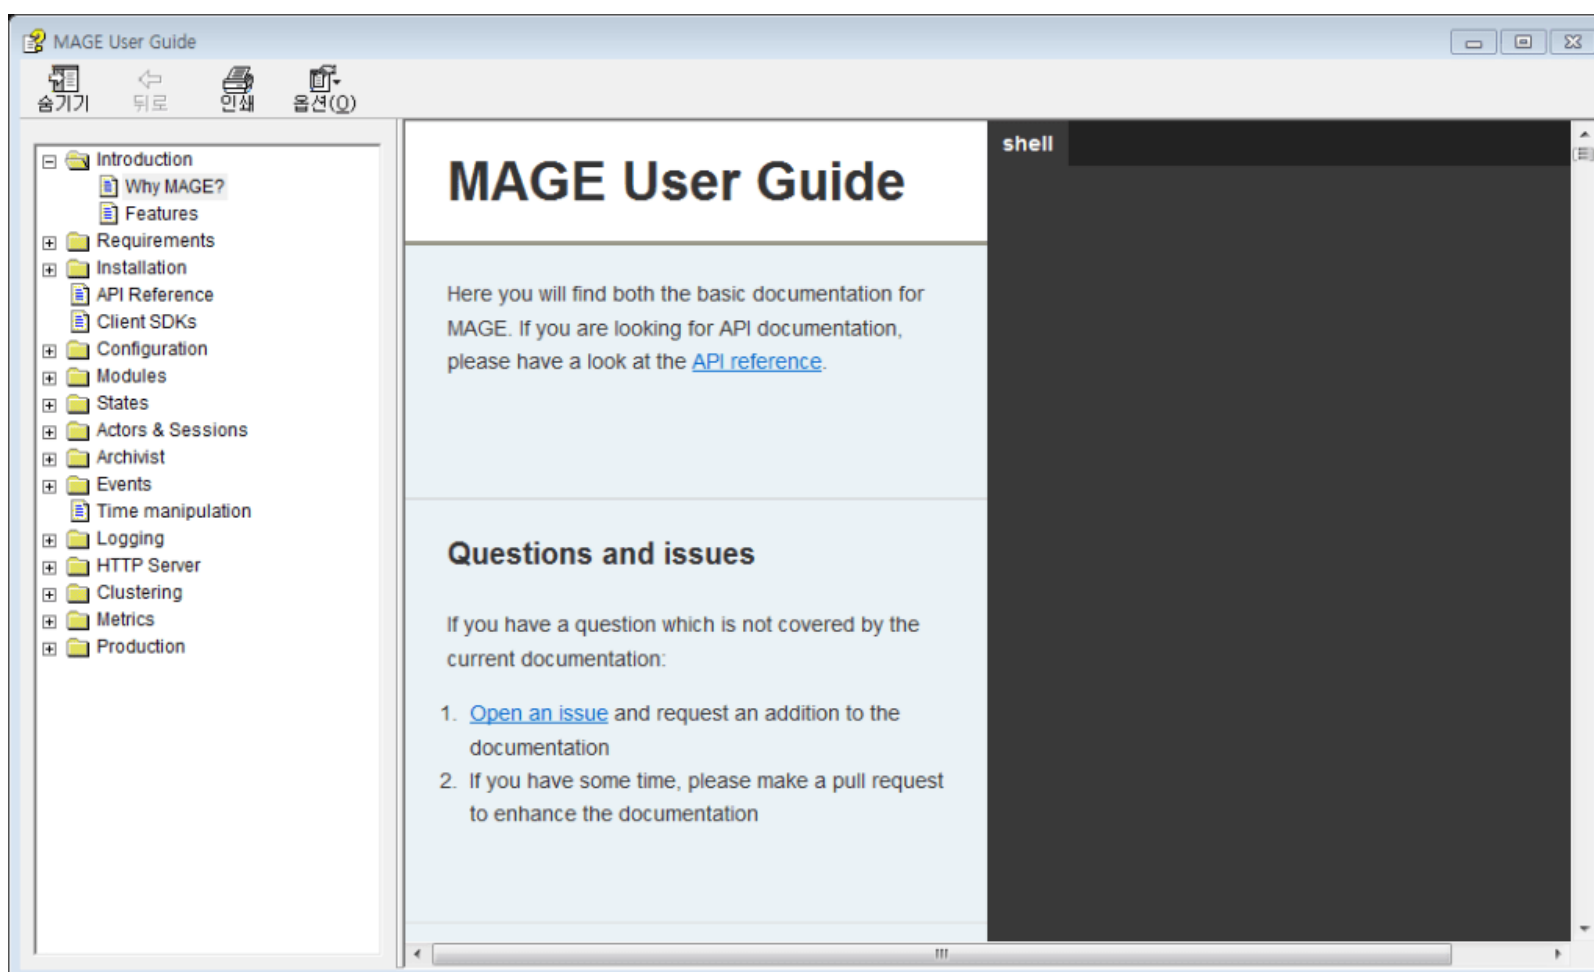 MAGE User Guide
숨기기
뒤로
인쇄
옵션(O)
Introduction
Why MAGE?
Features
Requirements
Installation
API Reference
Client SDKs
Configuration
Modules
States
Actors & Sessions
Archivist
Events
Time manipulation
Logging
HTTP Server
Clustering
Metrics
Production
MAGE User Guide
Here you will find both the basic documentation for
MAGE. If you are looking for API documentation,
please have a look at the API reference.
Questions and issues
If you have a question which is not covered by the
current documentation:
1. Open an issue and request an addition to the
documentation
2. If you have some time, please make a pull request
to enhance the documentation
shell